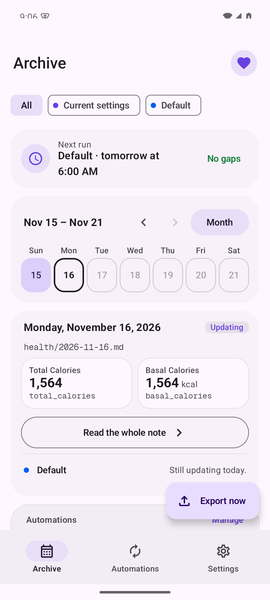 9:06
Archive
All
Current settings
Default
Next run
Default · tomorrow at
6:00 AM
No gaps
Nov 15 – Nov 21
Month
Sun Mon Tue Wed Thu Fri Sat
15 16 17 18 19 20 21
Monday, November 16, 2026
Updating
health/2026-11-16.md
Total Calories
1,564
total_calories
Basal Calories
1,564 kcal
basal_calories
Read the whole note
Default
Still updating today.
Export now
Automations
Manage
Archive
Automations
Settings